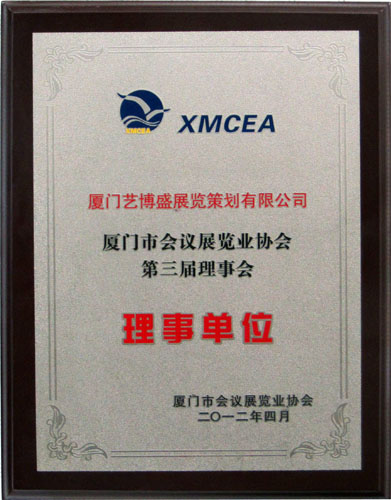 XMCEA
XMCEA
厦门艺博盛展览策划有限公司
厦门市会议展览业协会
第三届理事会
理事单位
厦门市会议展览业协会
二〇一二年四月